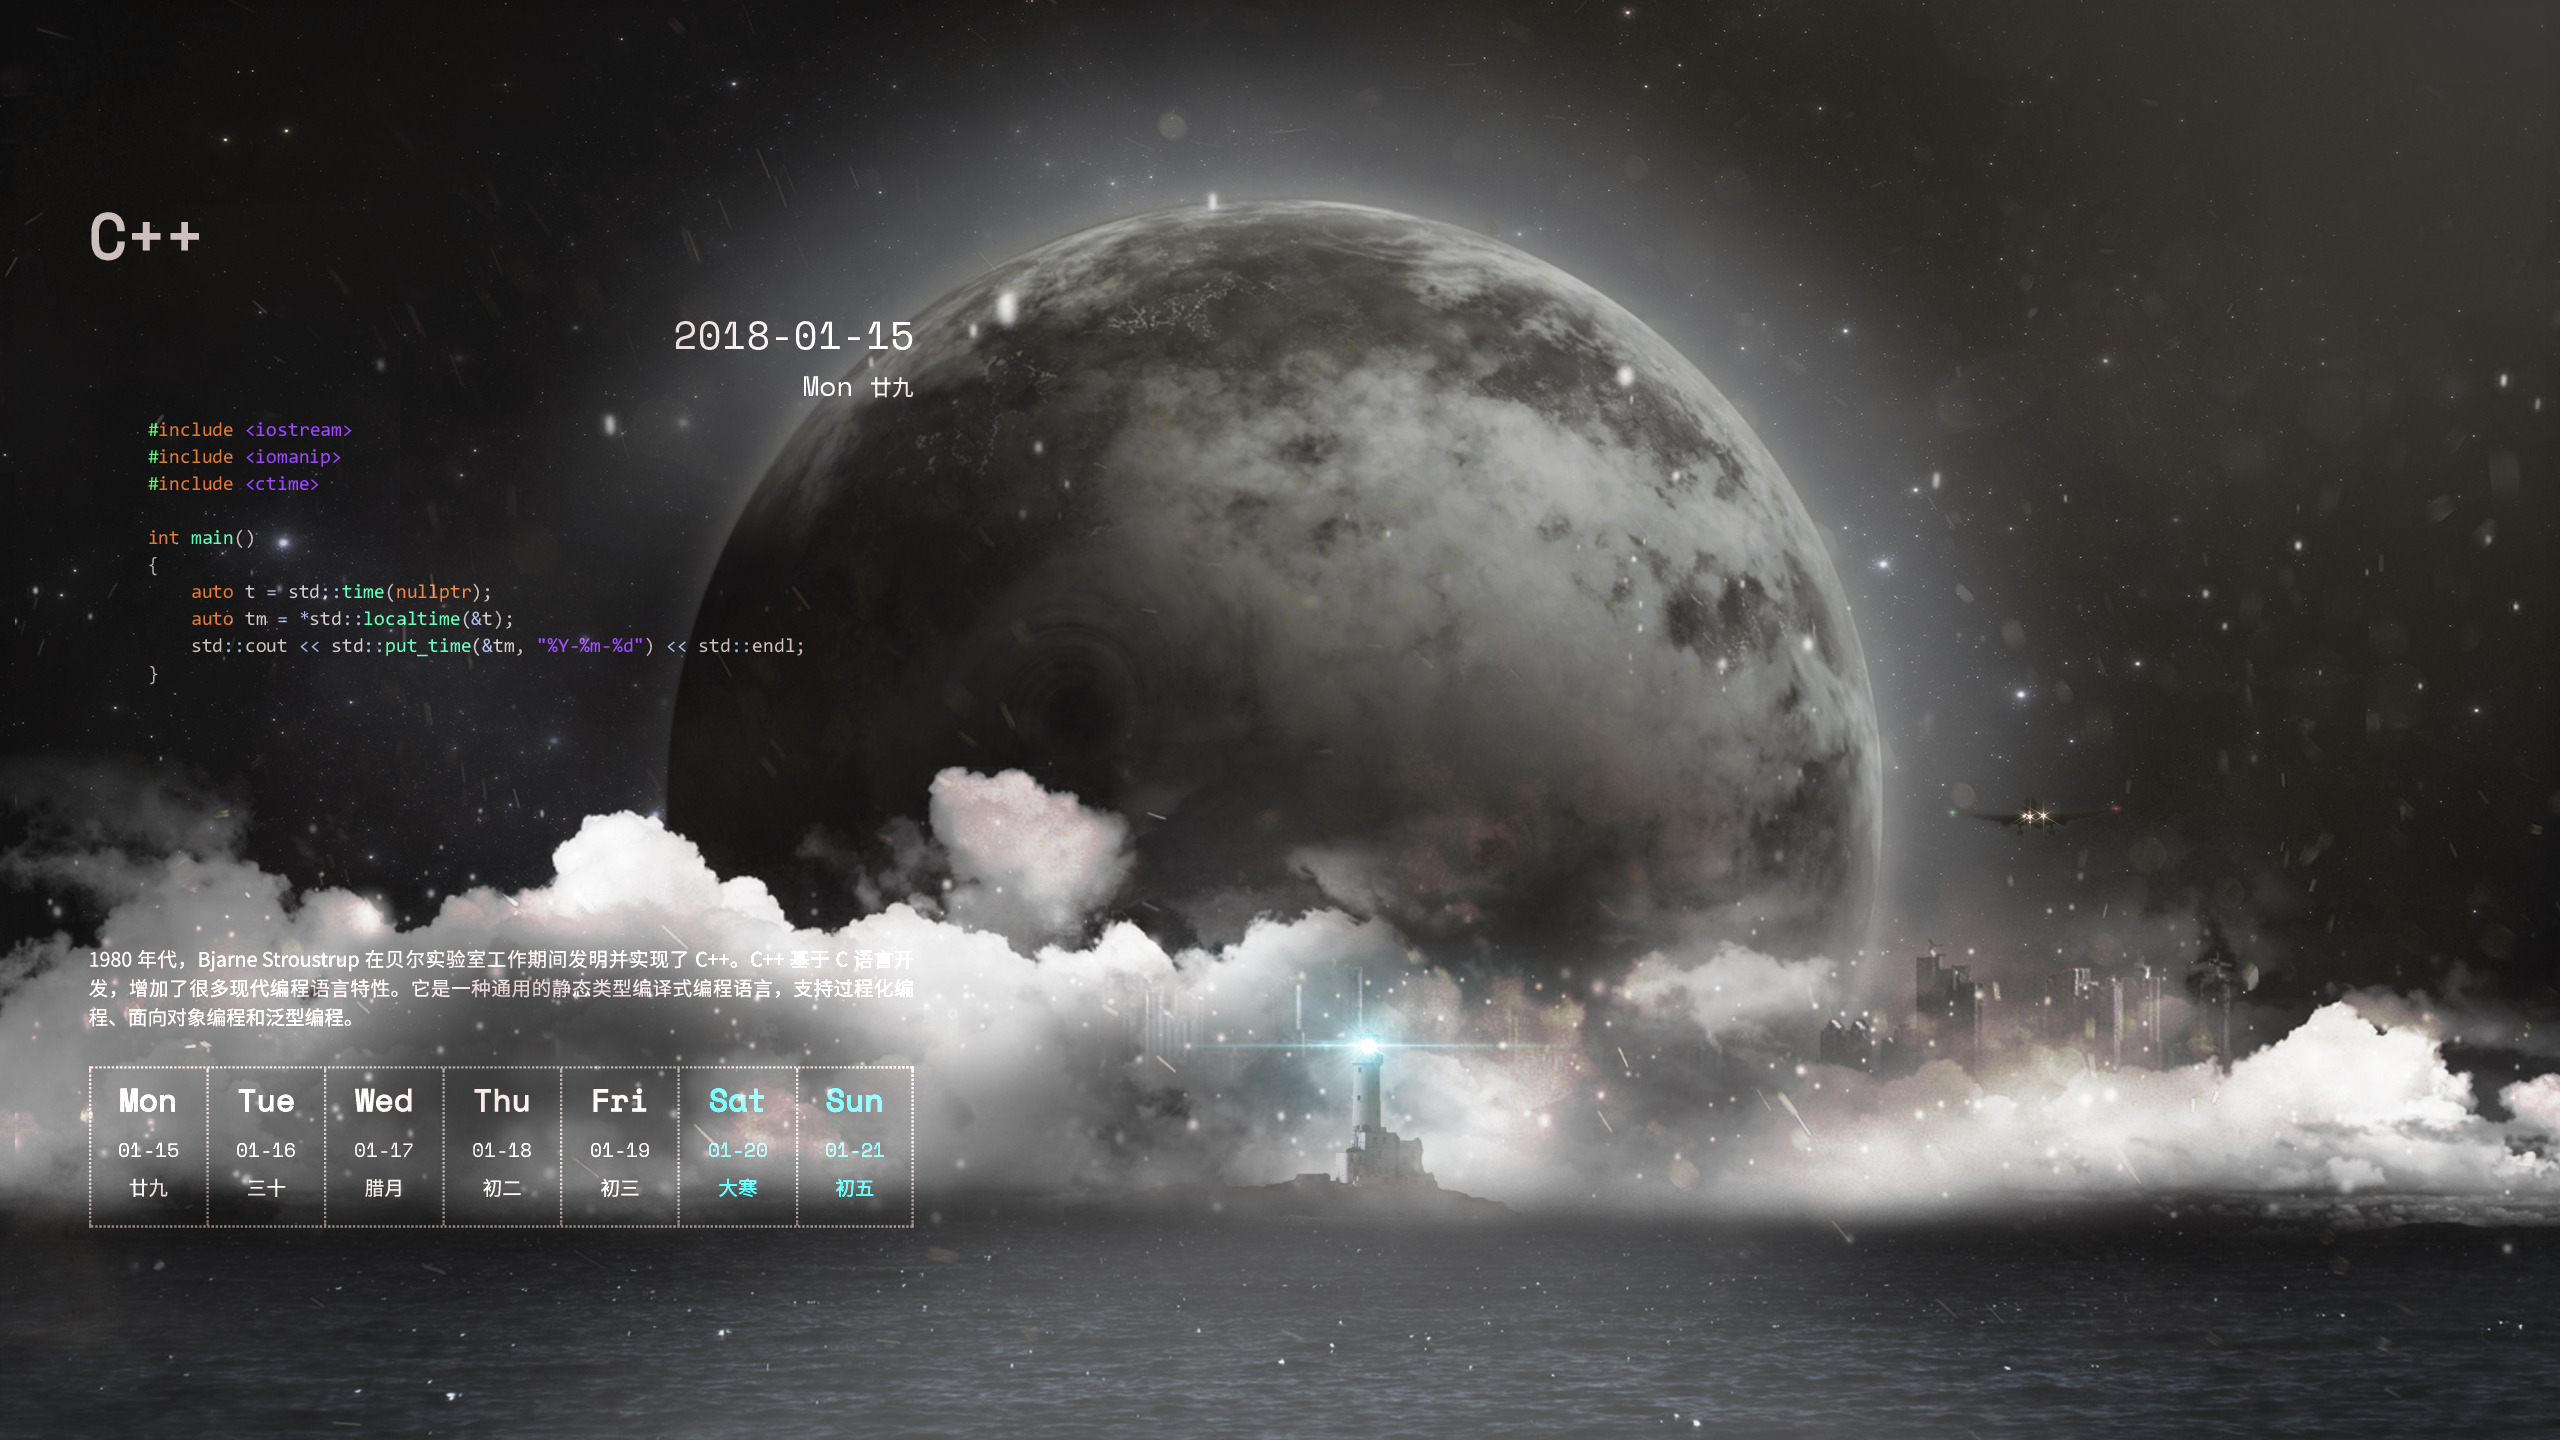 C++
2018-01-15
Mon 廿九
#include <iostream>
#include <iomanip>
#include <ctime>
int main()
{
    auto t = std::time(nullptr);
    auto tm = *std::localtime(&t);
    std::cout << std::put_time(&tm, "%Y-%m-%d") << std::endl;
}
1980 年代，Bjarne Stroustrup 在贝尔实验室工作期间发明并实现了 C++。C++ 基于 C 语言开
发，增加了很多现代编程语言特性。它是一种通用的静态类型编译式编程语言，支持过程化编
程、面向对象编程和泛型编程。
Mon Tue Wed Thu Fri Sat Sun
01-15 01-16 01-17 01-18 01-19 01-20 01-21
廿九 三十 腊月 初二 初三 大寒 初五